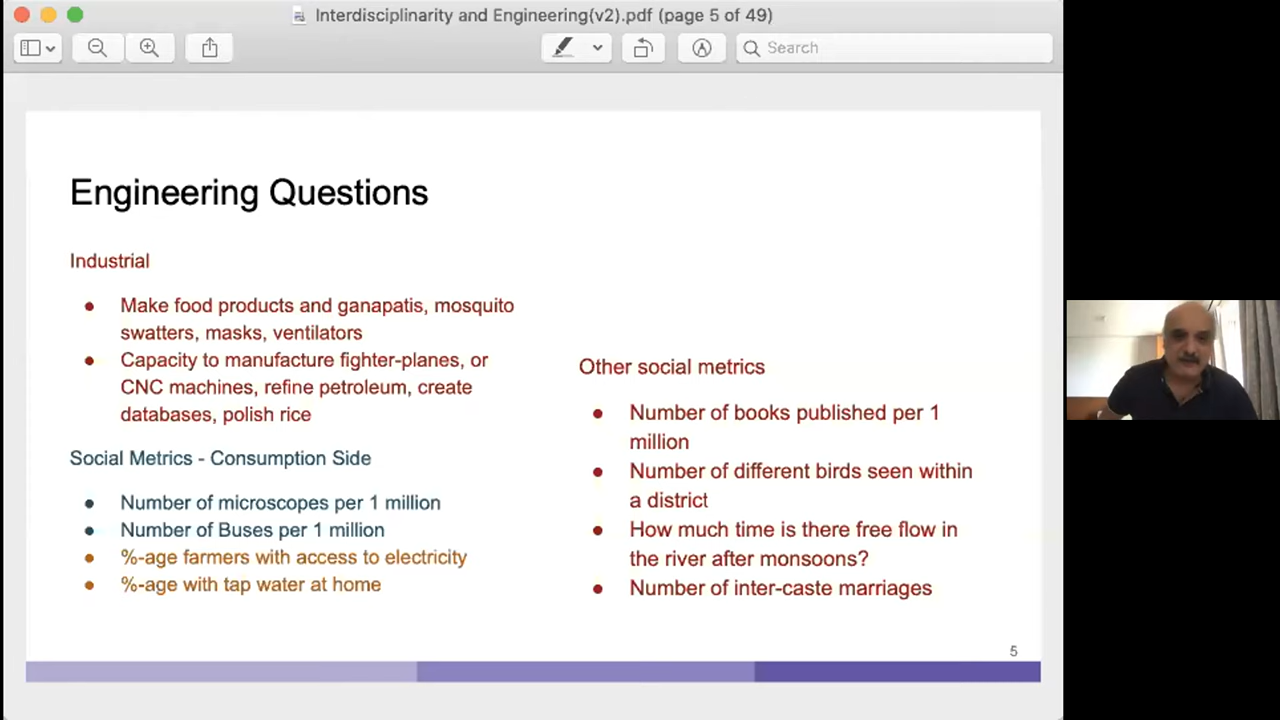 Interdisciplinarity and Engineering(v2).pdf (page 5 of 49)
Search
Engineering Questions
Industrial
● Make food products and ganapatis, mosquito
swatters, masks, ventilators
● Capacity to manufacture fighter-planes, or
CNC machines, refine petroleum, create
databases, polish rice
Social Metrics - Consumption Side
● Number of microscopes per 1 million
● Number of Buses per 1 million
● %-age farmers with access to electricity
● %-age with tap water at home
Other social metrics
● Number of books published per 1
million
● Number of different birds seen within
a district
● How much time is there free flow in
the river after monsoons?
● Number of inter-caste marriages
5